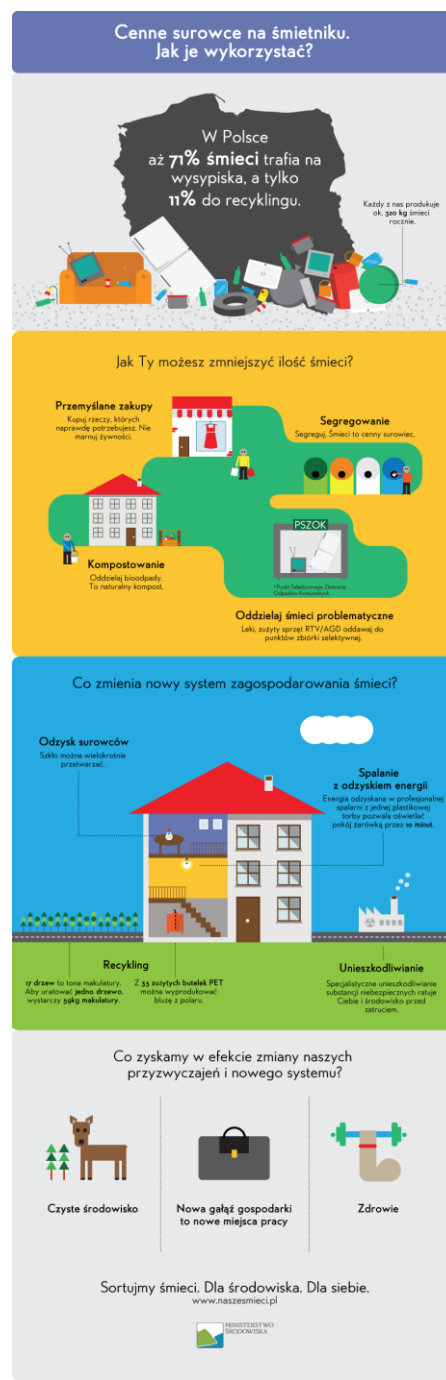 Cenne surowce na śmietniku.
Jak je wykorzystać?
W Polsce
aż 71% śmieci trafia na
wysypiska, a tylko
11% do recyklingu.
Każdy z nas produkuje
ok. 320 kg śmieci
rocznie.
Jak Ty możesz zmniejszyć ilość śmieci?
Przemyślane zakupy
Kupuj rzeczy, których
naprawdę potrzebujesz. Nie
marnuj żywności.
Segregowanie
Segreguj. Śmieci to cenny surowiec.
Kompostowanie
Oddzielaj bioodpady.
To naturalny kompost.
PSZOK
* Punkt Selektywnego Zbierania
Odpadów Komunalnych
Oddzielaj śmieci problematyczne
Leki, zużyty sprzęt RTV/AGD oddawaj do
punktów zbiórki selektywnej.
Co zmienia nowy system zagospodarowania śmieci?
Odzysk surowców
Szkło można wielokrotnie
przetwarzać.
Spalanie
z odzyskiem energii
Energia odzyskana w profesjonalnej
spalarni z jednej plastikowej
torby pozwala oświetlać
pokój żarówką przez 10 minut.
Recykling
17 drzew to tona makulatury.
Aby uratować jedno drzewo,
wystarczy 59kg makulatury.
Z 35 zużytych butelek PET
można wyprodukować
bluzę z polaru.
Unieszkodliwianie
Specjalistyczne unieszkodliwianie
substancji niebezpiecznych ratuje
Ciebie i środowisko przed
zatruciem.
Co zyskamy w efekcie zmiany naszych
przyzwyczajeń i nowego systemu?
Czyste środowisko
Nowa gałąź gospodarki
to nowe miejsca pracy
Zdrowie
Sortujmy śmieci. Dla środowiska. Dla siebie.
www.naszesmieci.pl
MINISTERSTWO
ŚRODOWISKA